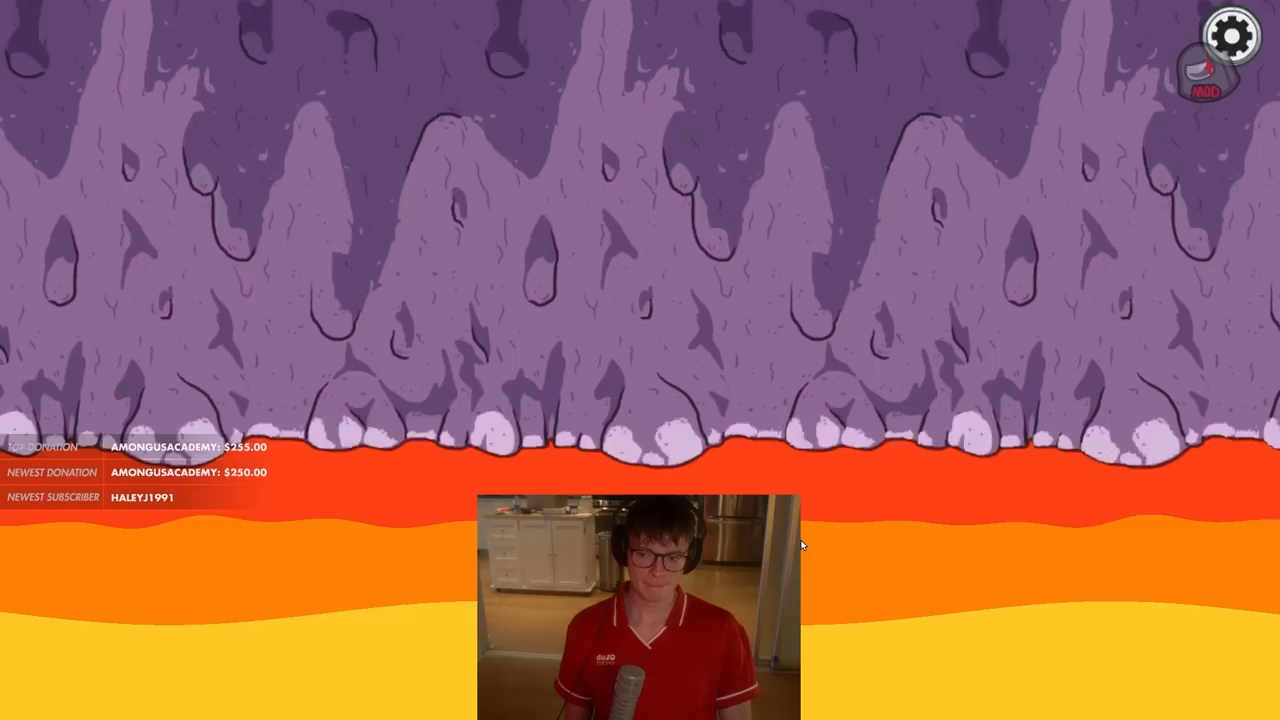 MOD
TOP DONATION AMONGUSACADEMY: $255.00
NEWEST DONATION AMONGUSACADEMY: $250.00
NEWEST SUBSCRIBER HALEYJ1991